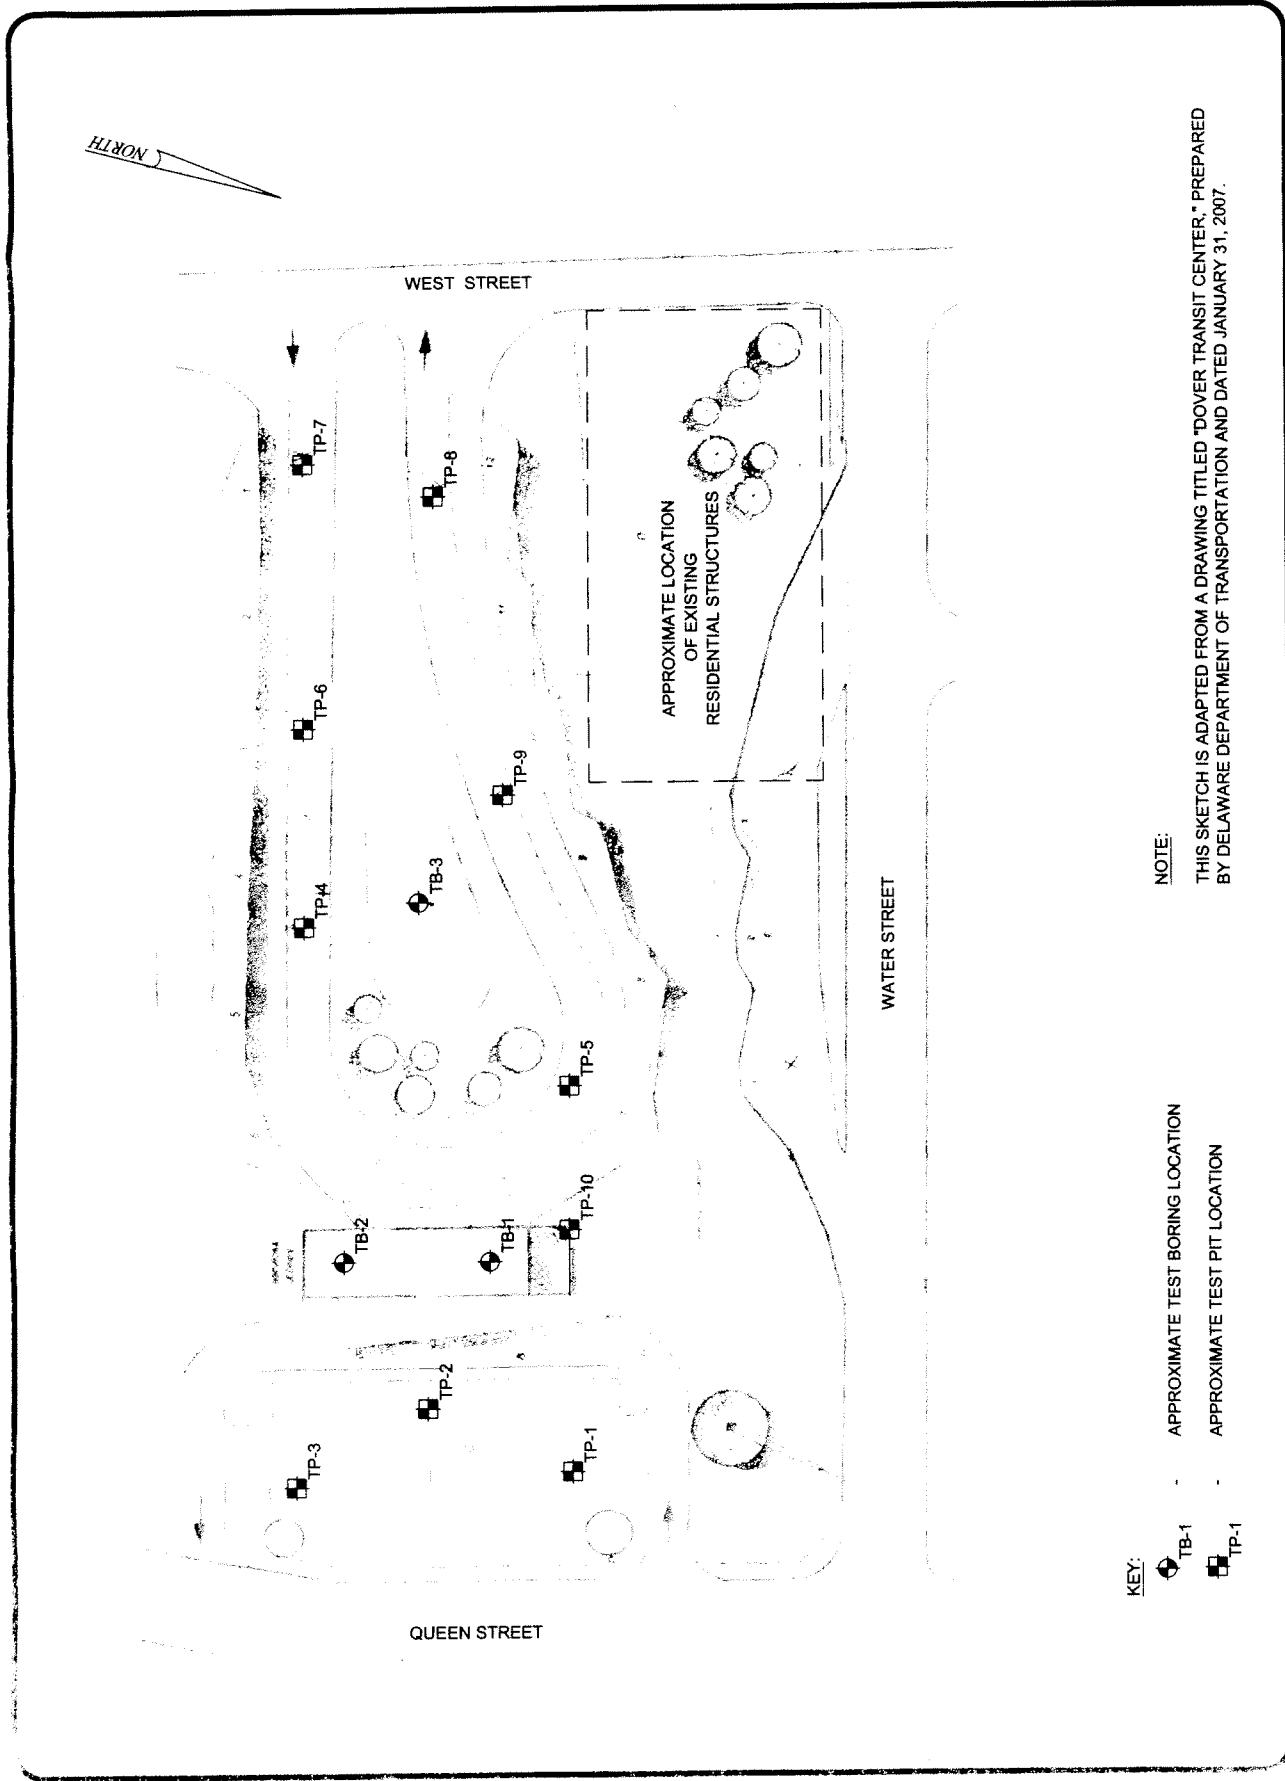 NORTH
WEST STREET
TP-7
TP-8
TP-6
TP-9
TP-4
TB-3
TP-5
TP-10
TB-2
TB-1
TP-2
TP-3
TP-1
APPROXIMATE LOCATION
OF EXISTING
RESIDENTIAL STRUCTURES
WATER STREET
QUEEN STREET
KEY:
TB-1 - APPROXIMATE TEST BORING LOCATION
TP-1 - APPROXIMATE TEST PIT LOCATION
NOTE:
THIS SKETCH IS ADAPTED FROM A DRAWING TITLED "DOVER TRANSIT CENTER," PREPARED
BY DELAWARE DEPARTMENT OF TRANSPORTATION AND DATED JANUARY 31, 2007.